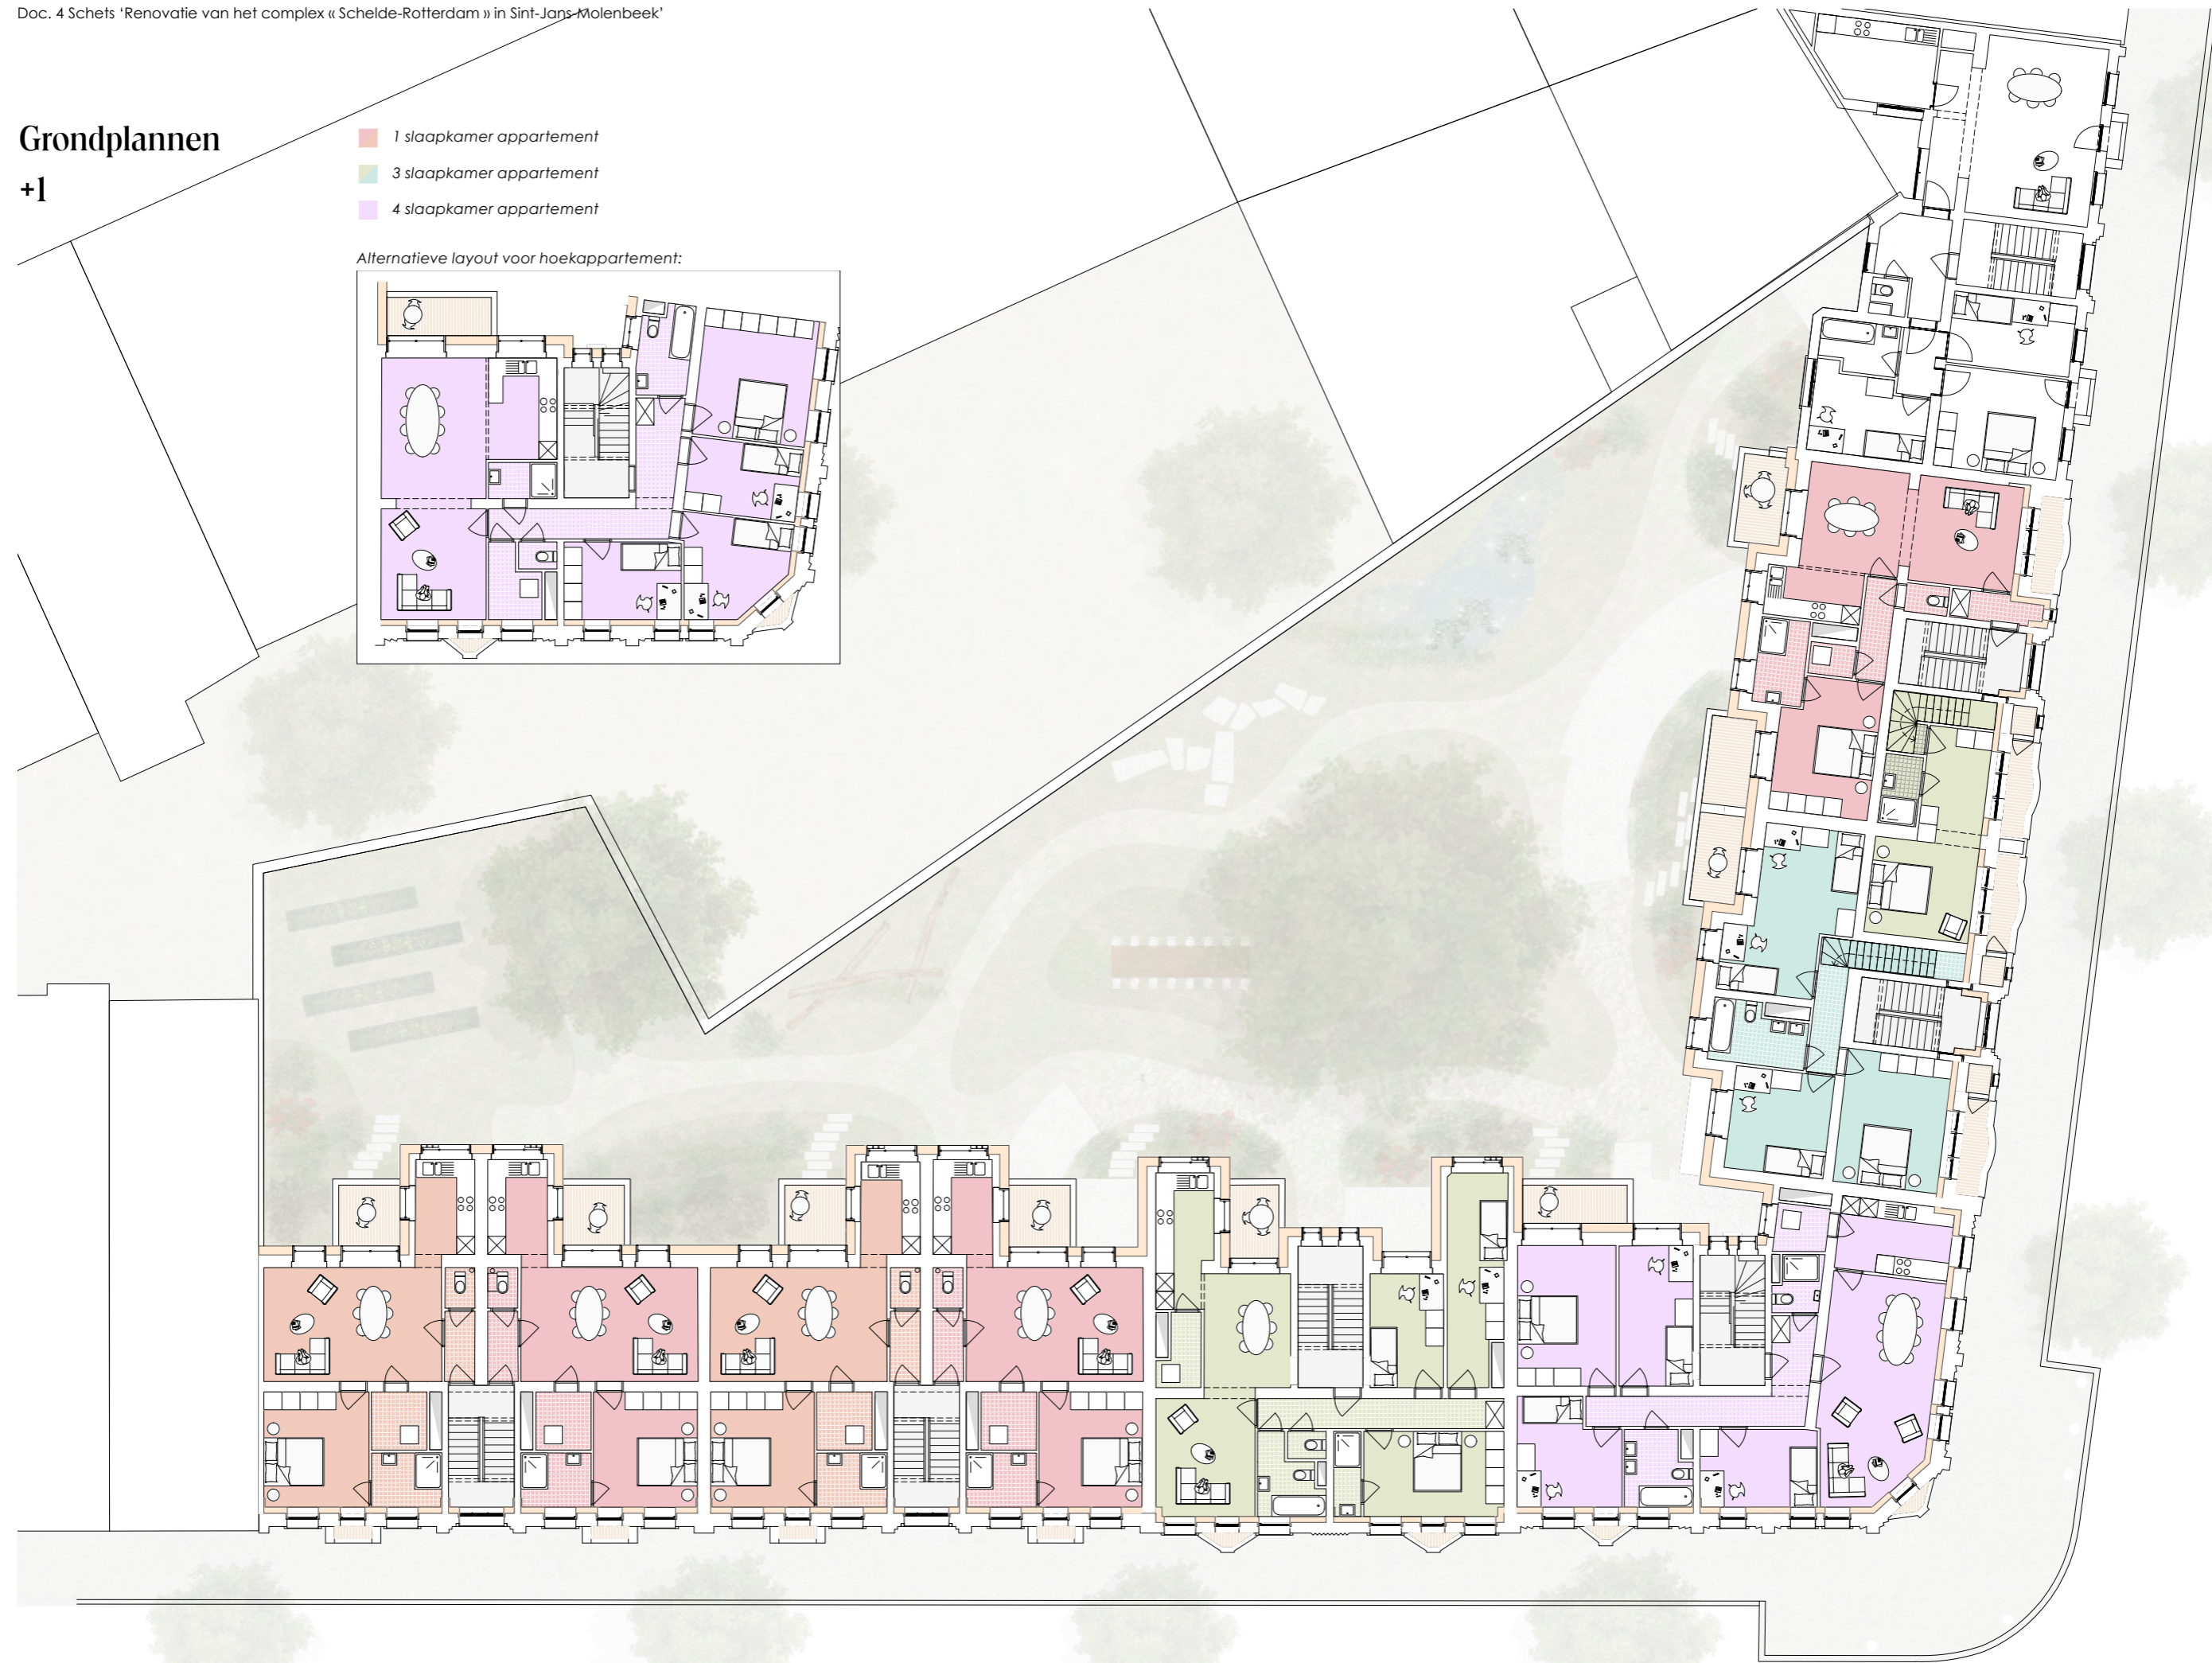 Doc. 4 Schets ‘Renovatie van het complex « Schelde-Rotterdam » in Sint-Jans-Molenbeek’
Grondplannen
+1
1 slaapkamer appartement
3 slaapkamer appartement
4 slaapkamer appartement
Alternatieve layout voor hoekappartement: